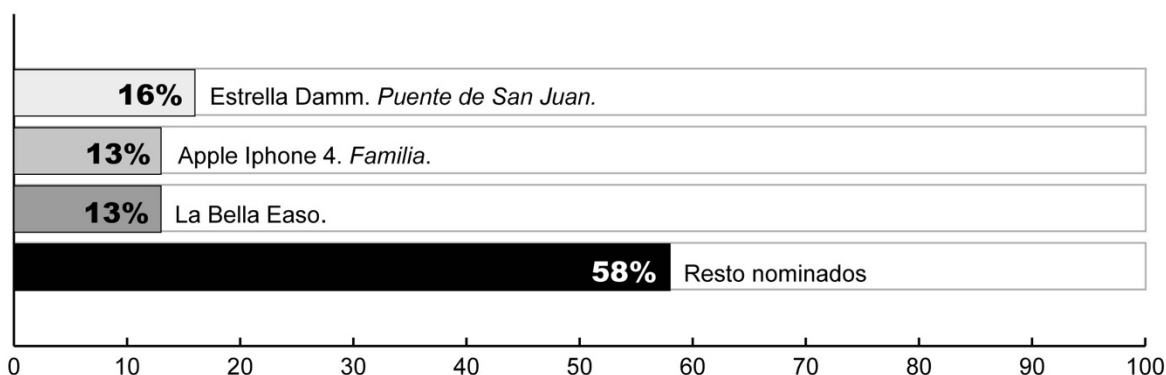 16% Estrella Damm. Puente de San Juan.
13% Apple Iphone 4. Familia.
13% La Bella Easo.
58% Resto nominados
0 10 20 30 40 50 60 70 80 90 100